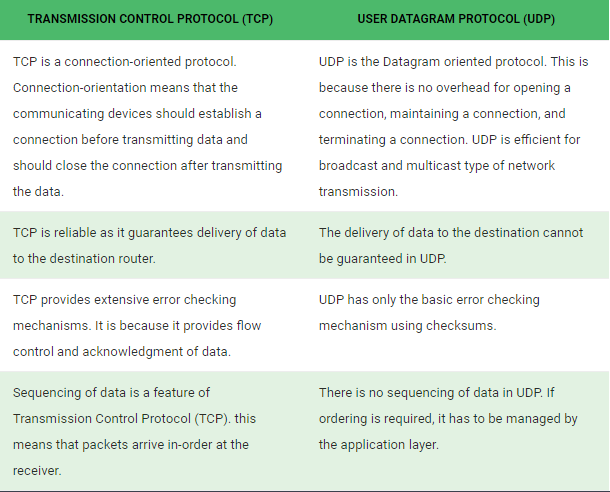 TRANSMISSION CONTROL PROTOCOL (TCP)
USER DATAGRAM PROTOCOL (UDP)
TCP is a connection-oriented protocol.
Connection-orientation means that the
communicating devices should establish a
connection before transmitting data and
should close the connection after transmitting
the data.
UDP is the Datagram oriented protocol. This is
because there is no overhead for opening a
connection, maintaining a connection, and
terminating a connection. UDP is efficient for
broadcast and multicast type of network
transmission.
TCP is reliable as it guarantees delivery of data
to the destination router.
The delivery of data to the destination cannot
be guaranteed in UDP.
TCP provides extensive error checking
mechanisms. It is because it provides flow
control and acknowledgment of data.
UDP has only the basic error checking
mechanism using checksums.
Sequencing of data is a feature of
Transmission Control Protocol (TCP). this
means that packets arrive in-order at the
receiver.
There is no sequencing of data in UDP. If
ordering is required, it has to be managed by
the application layer.